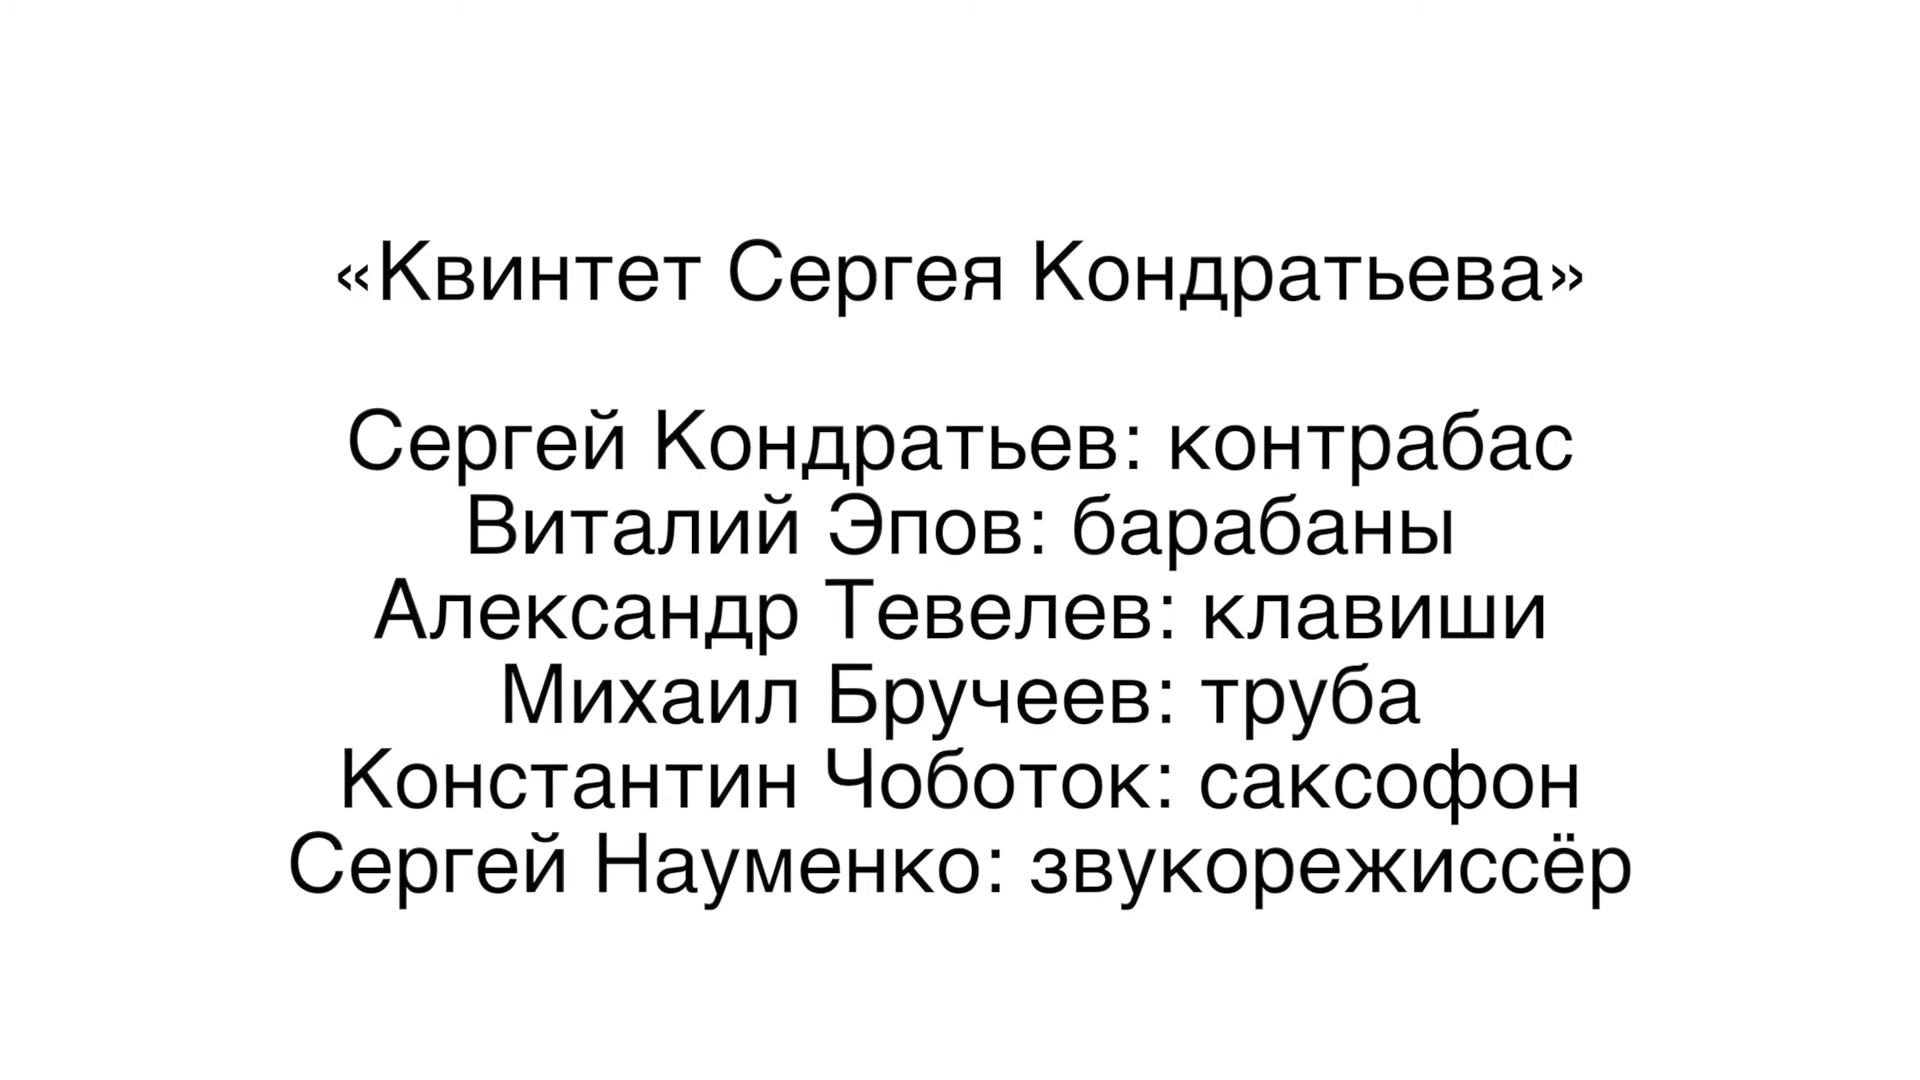 «Квинтет Сергея Кондратьева»
Сергей Кондратьев: контрабас
Виталий Эпов: барабаны
Александр Тевелев: клавиши
Михаил Бручеев: труба
Константин Чоботок: саксофон
Сергей Науменко: звукорежиссёр